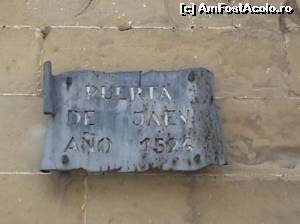 (c) AmFostAcolo.ro
PUERTA
DE JAEN
AÑO 1526